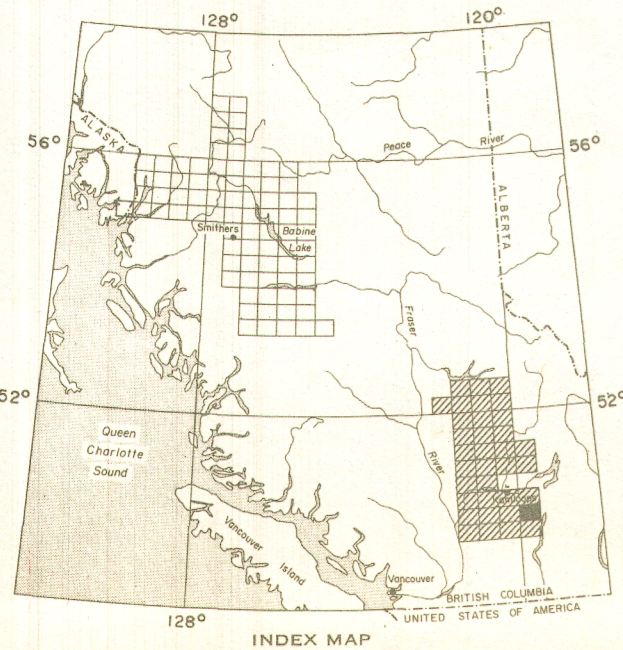 128° 120°
56° 56°
ALASKA
Peace River
ALBERTA
Smithers
Babine
Lake
Fraser
River
52° 52°
Queen
Charlotte
Sound
Kamloops
Vancouver
Island
Vancouver
BRITISH COLUMBIA
UNITED STATES OF AMERICA
128°
INDEX MAP